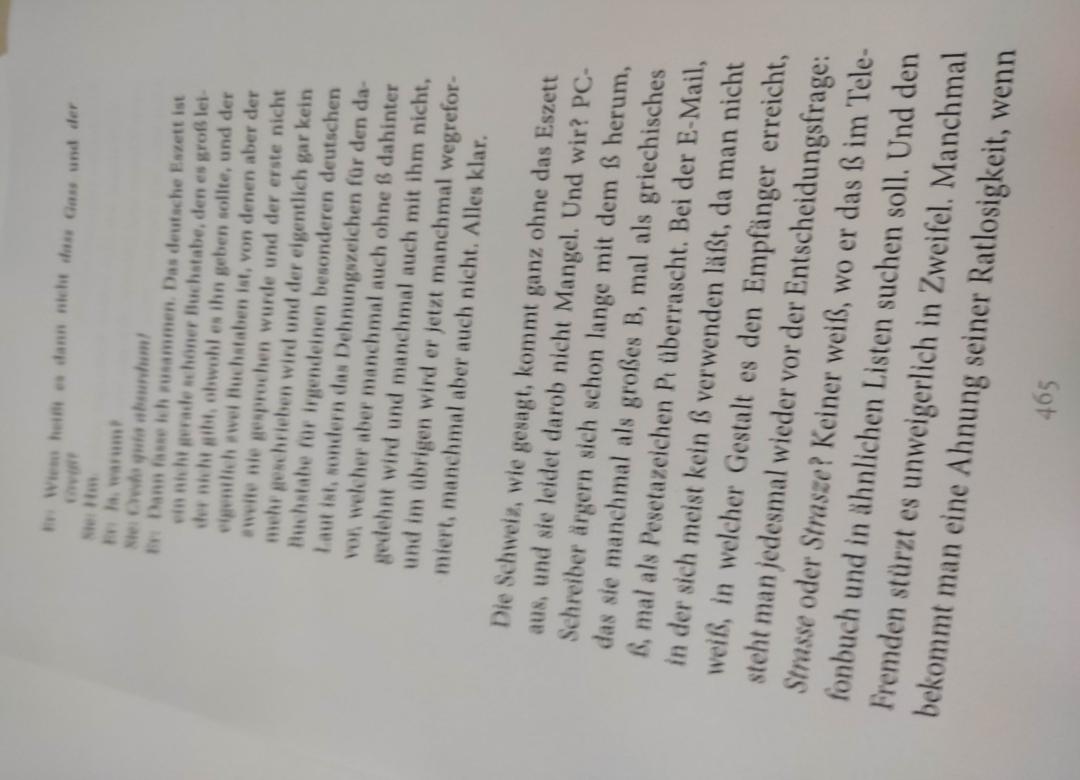 Er: Wieso heißt es dann nicht dass Gass und der
Sie: Hm.
Er: Ja, warum?
Sie: Credo quia absurdum!
Er: Dann fasse ich zusammen. Das deutsche Eszett ist
ein nicht gerade schöner Buchstabe, den es groß lei-
der nicht gibt, obwohl es ihn geben sollte, und der
eigentlich zwei Buchstaben ist, von denen aber der
zweite nie gesprochen wurde und der erste nicht
mehr geschrieben wird und der eigentlich gar kein
Buchstabe für irgendeinen besonderen deutschen
Laut ist, sondern das Dehnungszeichen für den da-
vor, welcher aber manchmal auch ohne ß dahinter
gedehnt wird und manchmal auch mit ihm nicht,
und im übrigen wird er jetzt manchmal wegrefor-
miert, manchmal aber auch nicht. Alles klar.
Die Schweiz, wie gesagt, kommt ganz ohne das Eszett
aus, und sie leidet darob nicht Mangel. Und wir? PC-
Schreiber ärgern sich schon lange mit dem ß herum,
das sie manchmal als großes B, mal als griechisches
ß, mal als Pesetazeichen Pt überrascht. Bei der E-Mail,
in der sich meist kein ß verwenden läßt, da man nicht
weiß, in welcher Gestalt es den Empfänger erreicht,
steht man jedesmal wieder vor der Entscheidungsfrage:
Strasse oder Strasze? Keiner weiß, wo er das ß im Tele-
fonbuch und in ähnlichen Listen suchen soll. Und den
Fremden stürzt es unweigerlich in Zweifel. Manchmal
bekommt man eine Ahnung seiner Ratlosigkeit, wenn
465